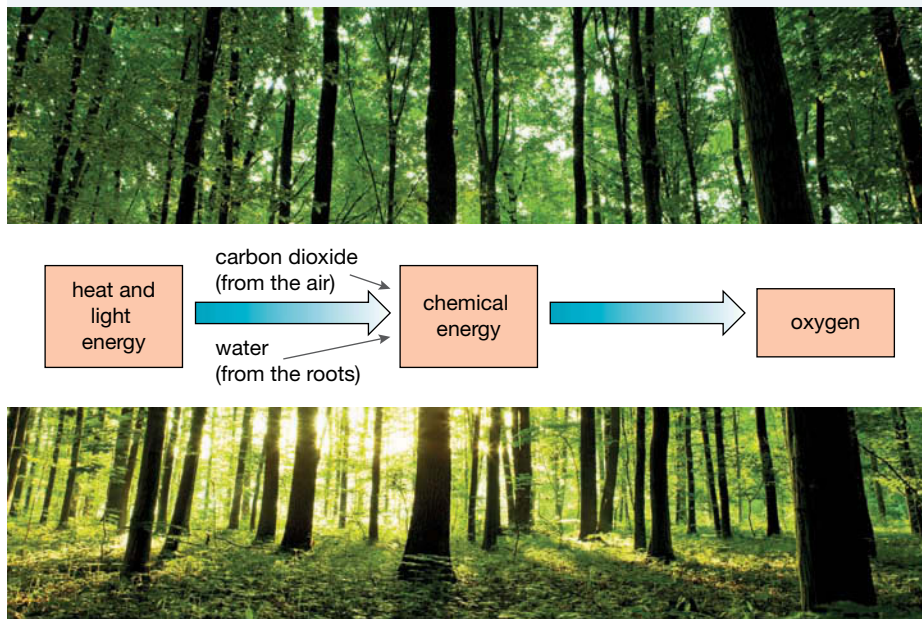 heat and
light
energy
carbon dioxide
(from the air)
water
(from the roots)
chemical
energy
oxygen